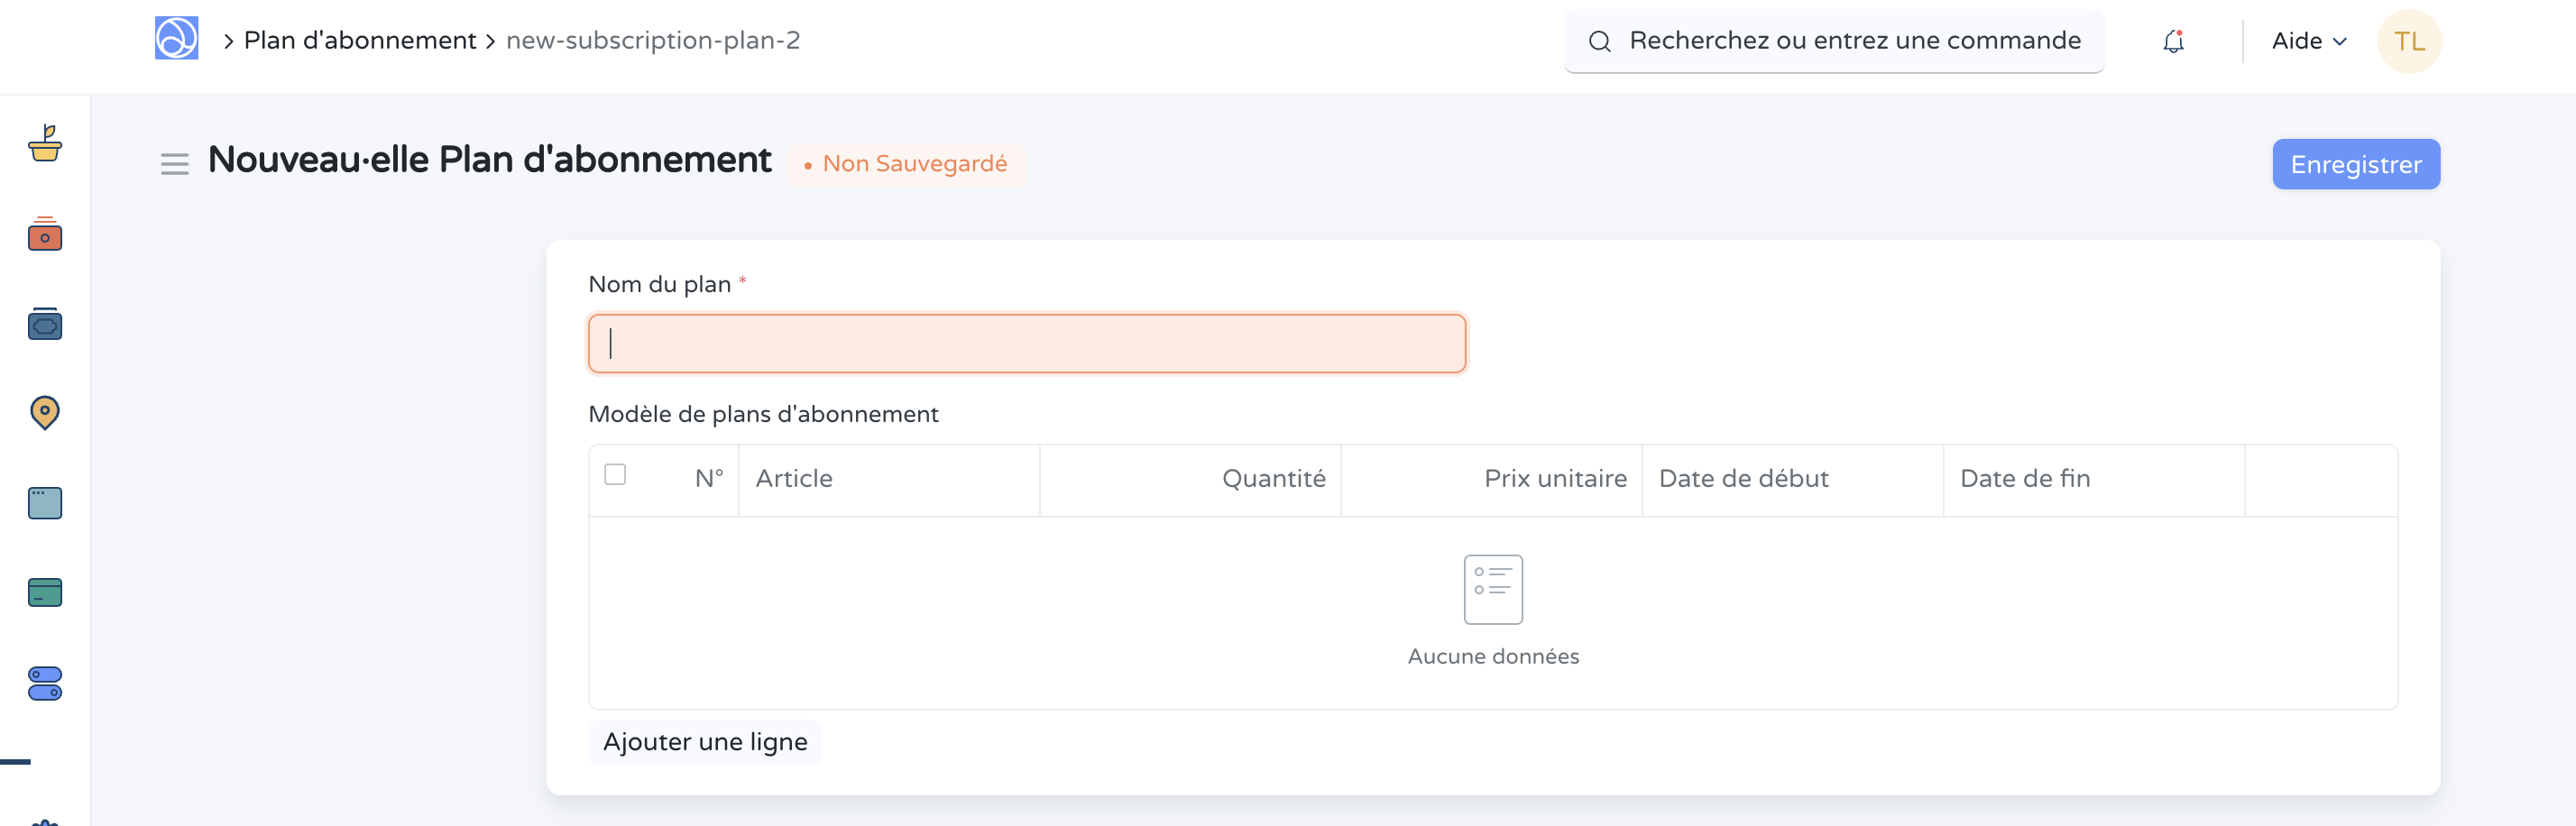 Plan d'abonnement
new-subscription-plan-2
Recherchez ou entrez une commande
Aide
TL
Nouveau·elle Plan d'abonnement
• Non Sauvegardé
Enregistrer
Nom du plan *
Modèle de plans d'abonnement
N° Article Quantité Prix unitaire Date de début Date de fin
Aucune données
Ajouter une ligne